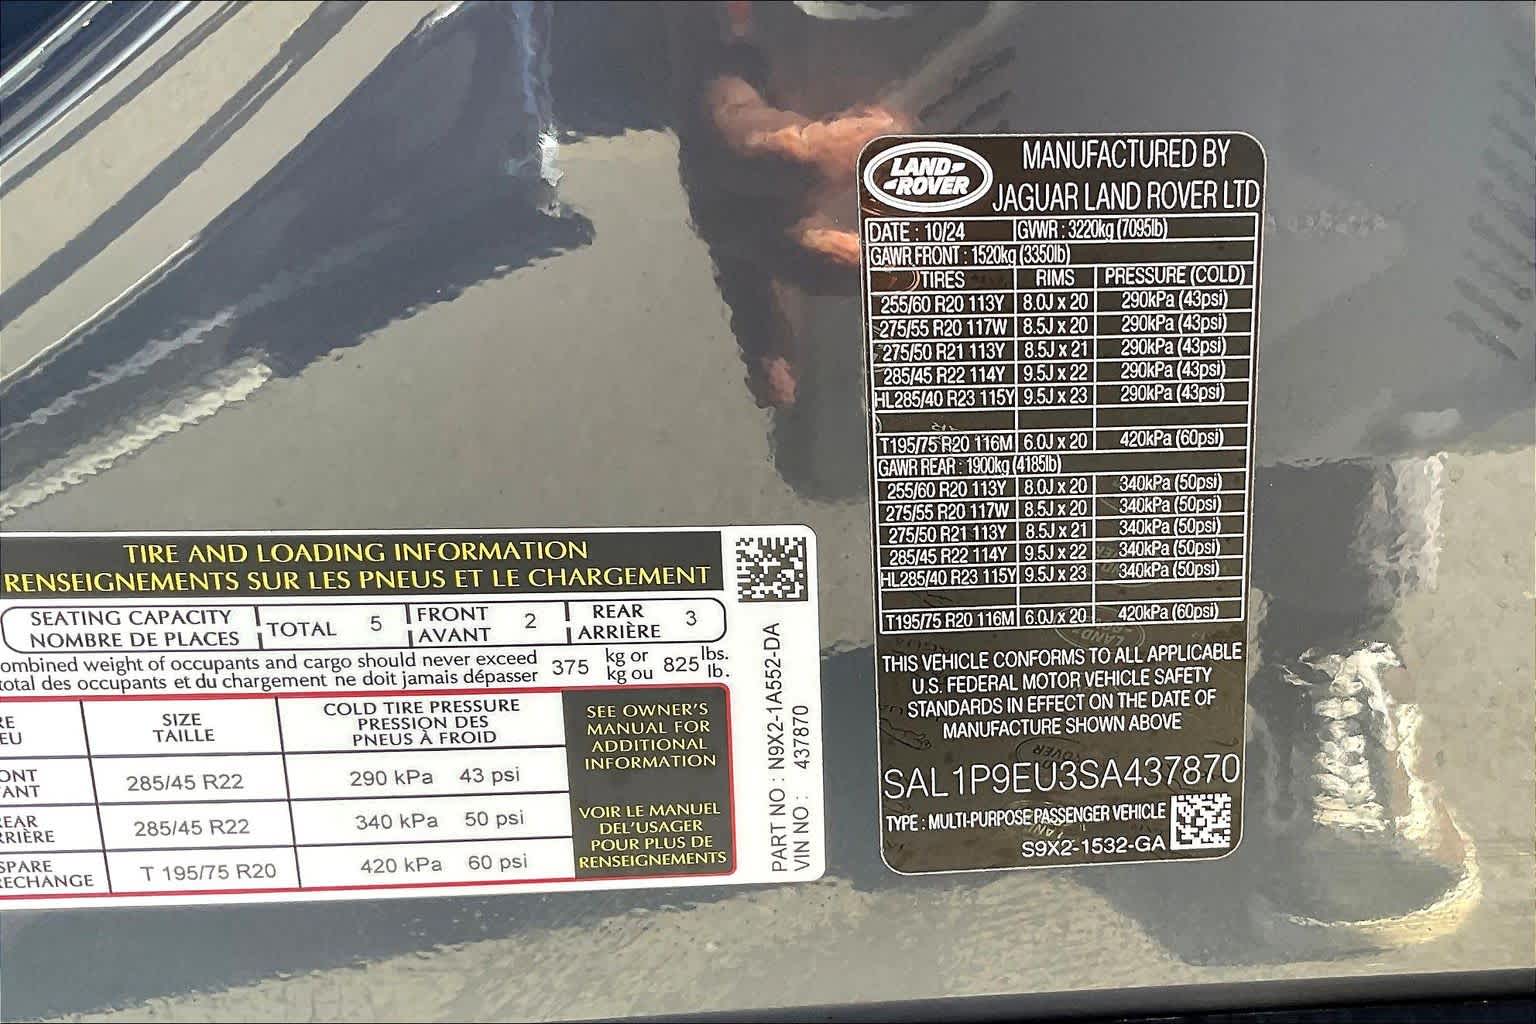 LAND-
-ROVER
MANUFACTURED BY
JAGUAR LAND ROVER LTD
DATE : 10/24 GVWR : 3220kg (7095lb)
GAWR FRONT : 1520kg (3350lb)
TIRES RIMS PRESSURE (COLD)
255/60 R20 113Y 8.0J x 20 290kPa (43psi)
275/55 R20 117W 8.5J x 20 290kPa (43psi)
275/50 R21 113Y 8.5J x 21 290kPa (43psi)
285/45 R22 114Y 9.5J x 22 290kPa (43psi)
HL285/40 R23 115Y 9.5J x 23 290kPa (43psi)
T195/75 R20 116M 6.0J x 20 420kPa (60psi)
GAWR REAR : 1900kg (4185lb)
255/60 R20 113Y 8.0J x 20 340kPa (50psi)
275/55 R20 117W 8.5J x 20 340kPa (50psi)
275/50 R21 113Y 8.5J x 21 340kPa (50psi)
285/45 R22 114Y 9.5J x 22 340kPa (50psi)
HL285/40 R23 115Y 9.5J x 23 340kPa (50psi)
T195/75 R20 116M 6.0J x 20 420kPa (60psi)
THIS VEHICLE CONFORMS TO ALL APPLICABLE
U.S. FEDERAL MOTOR VEHICLE SAFETY
STANDARDS IN EFFECT ON THE DATE OF
MANUFACTURE SHOWN ABOVE
SAL1P9EU3SA437870
TYPE : MULTI-PURPOSE PASSENGER VEHICLE
S9X2-1532-GA
TIRE AND LOADING INFORMATION
RENSEIGNEMENTS SUR LES PNEUS ET LE CHARGEMENT
SEATING CAPACITY
NOMBRE DE PLACES
TOTAL 5
FRONT
AVANT
2
REAR
ARRIÈRE
3
ombined weight of occupants and cargo should never exceed
total des occupants et du chargement ne doit jamais dépasser
375
kg or
kg ou
825
lbs.
lb.
RE
EU
SIZE
TAILLE
COLD TIRE PRESSURE
PRESSION DES
PNEUS À FROID
ONT
ANT
285/45 R22 290 kPa 43 psi
EAR
RRIÈRE
285/45 R22 340 kPa 50 psi
SPARE
RECHANGE
T 195/75 R20 420 kPa 60 psi
SEE OWNER'S
MANUAL FOR
ADDITIONAL
INFORMATION
VOIR LE MANUEL
DEL'USAGER
POUR PLUS DE
RENSEIGNEMENTS
PART NO : N9X2-1A552-DA
VIN NO : 437870